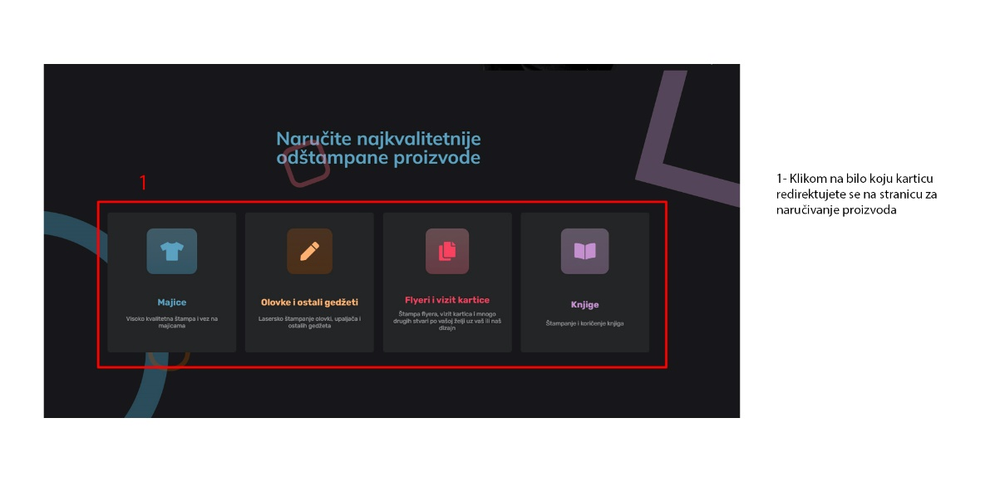 Naručite najkvalitetnije
odštampane proizvode
1
Majice
Visoko kvalitetna štampa i vez na
majicama
Olovke i ostali gedžeti
Lasersko štampanje olovki, upaljača i
ostalih gedžeta
Flyeri i vizit kartice
Štampa flyera, vizit kartica i mnogo
drugih stvari po vašoj želji uz vaš ili naš
dizajn
Knjige
Štampanje i koričenje knjiga
1- Klikom na bilo koju karticu
redirektujete se na stranicu za
naručivanje proizvoda